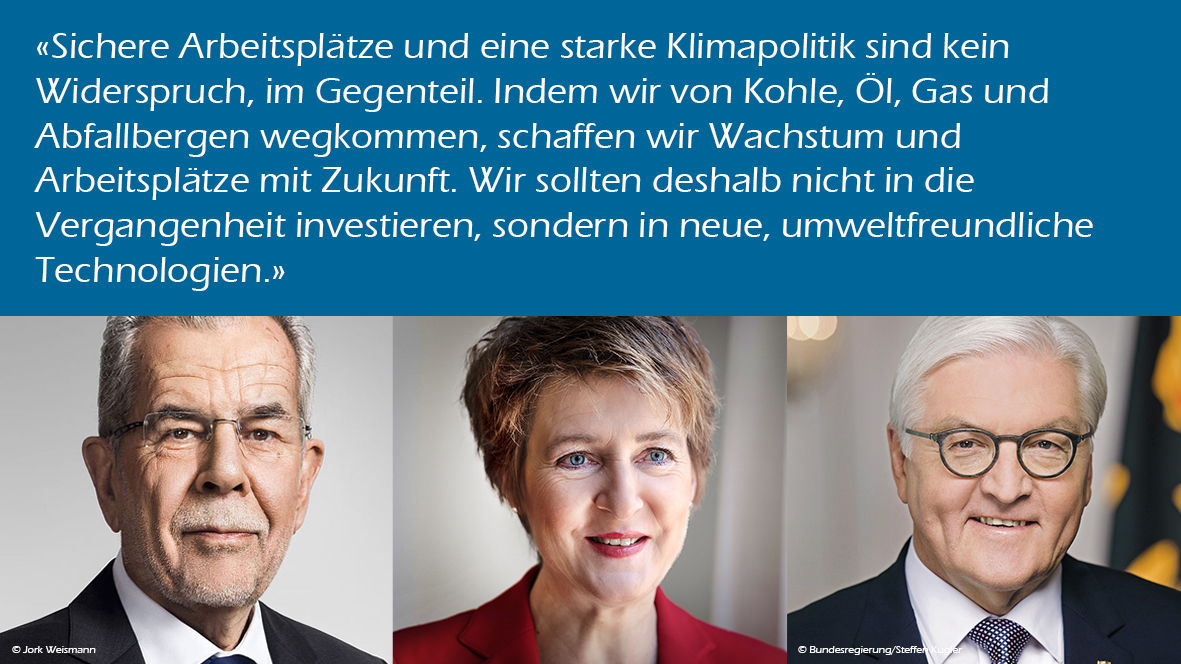 «Sichere Arbeitsplätze und eine starke Klimapolitik sind kein
Widerspruch, im Gegenteil. Indem wir von Kohle, Öl, Gas und
Abfallbergen wegkommen, schaffen wir Wachstum und
Arbeitsplätze mit Zukunft. Wir sollten deshalb nicht in die
Vergangenheit investieren, sondern in neue, umweltfreundliche
Technologien.»
© Jork Weismann
© Bundesregierung/Steffen Kugler